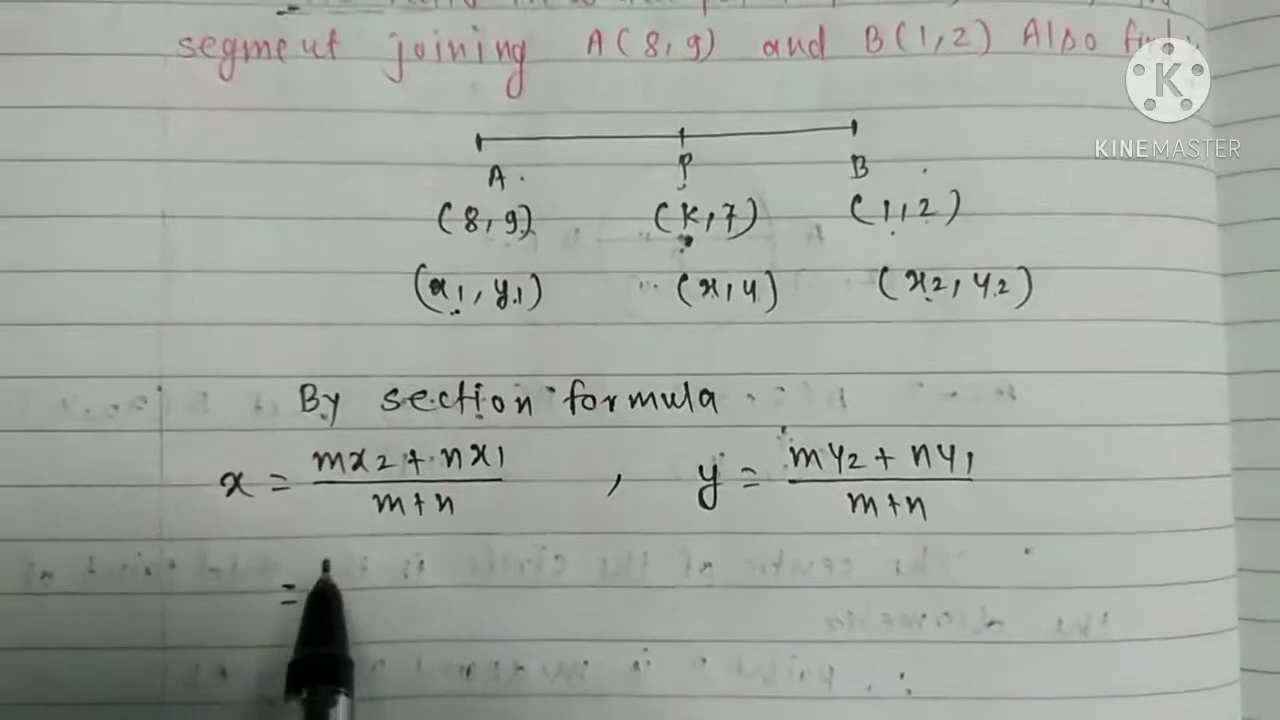 segment joining A(8,9) and B(1,2) Also find
K
KINEMASTER
A P B
(8,9) (K,7) (1,2)
(x1, y1) (x, y) (x2, y2)
By section formula
x = mx2 + nx1 / m+n , y = my2 + ny1 / m+n
=